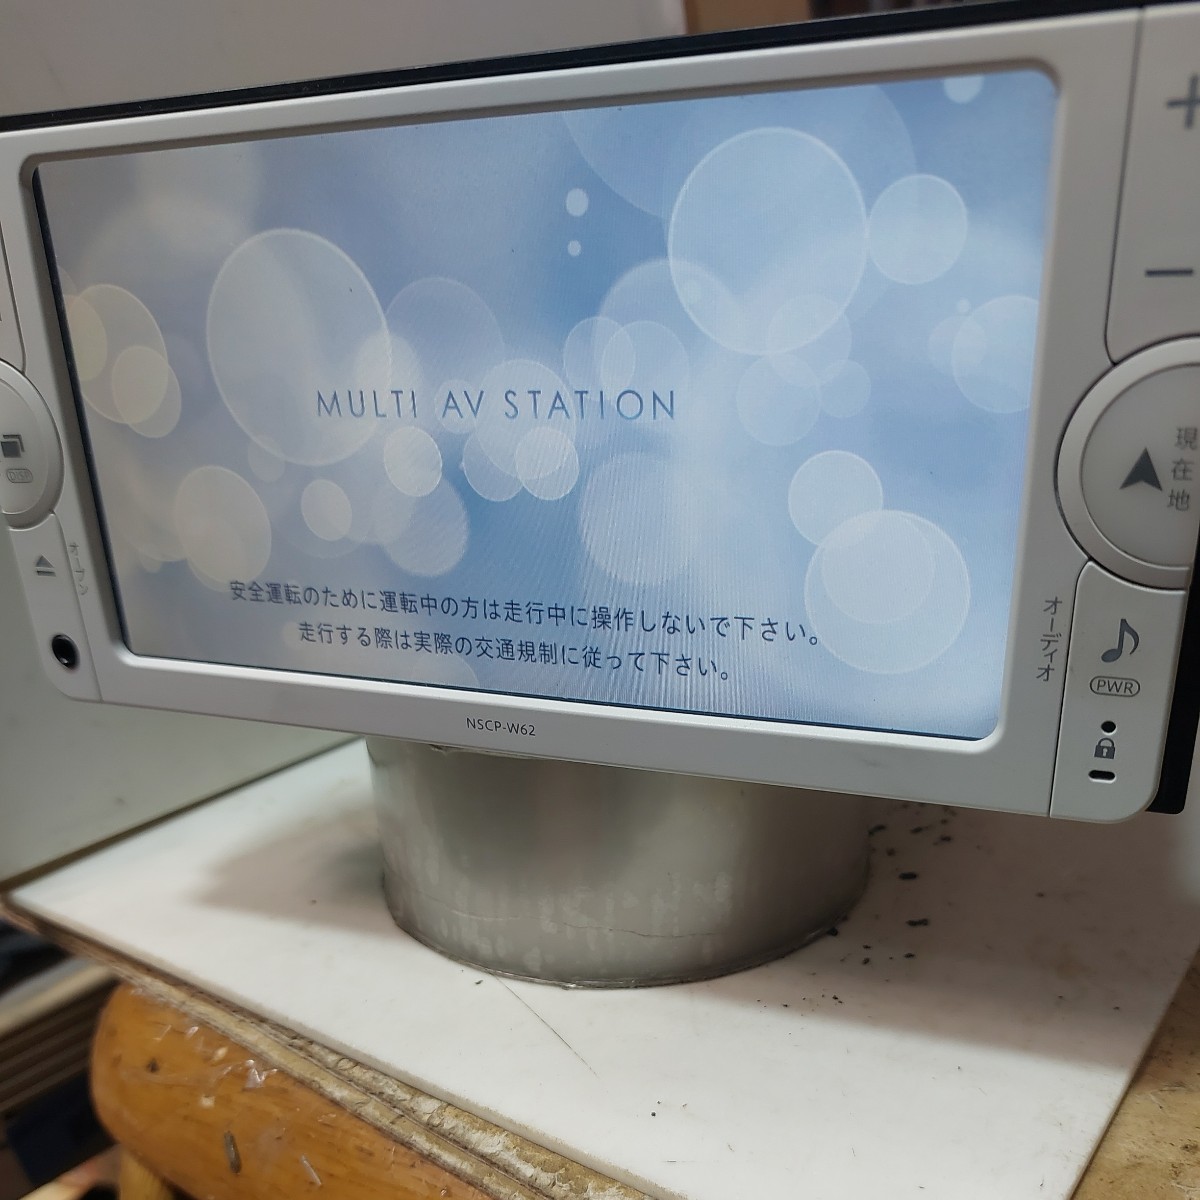 MULTI AV STATION
安全運転のために運転中の方は走行中に操作しないで下さい。
走行する際は実際の交通規制に従って下さい。
NSCP-W62
DISP
オープン
+
−
現在地
オーディオ
PWR